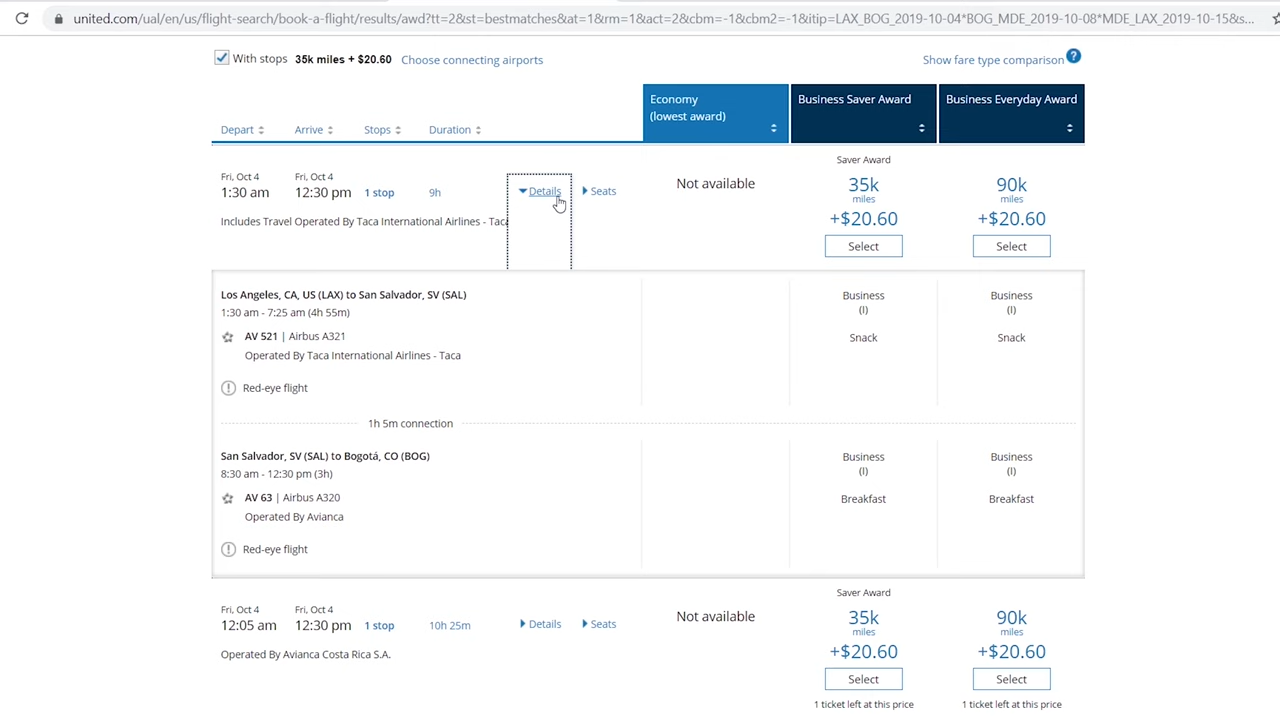 united.com/ual/en/us/flight-search/book-a-flight/results/awd?tt=2&st=bestmatches&at=1&rm=1&act=2&cbm=-1&cbm2=-1&itip=LAX_BOG_2019-10-04*BOG_MDE_2019-10-08*MDE_LAX_2019-10-15&s...
With stops 35k miles + $20.60 Choose connecting airports Show fare type comparison ?
Economy
(lowest award)
Business Saver Award
Business Everyday Award
Depart Arrive Stops Duration
Saver Award
Fri, Oct 4 Fri, Oct 4
1:30 am 12:30 pm 1 stop 9h Details Seats Not available
35k
miles
+$20.60
Select
90k
miles
+$20.60
Select
Includes Travel Operated By Taca International Airlines - Taca
Los Angeles, CA, US (LAX) to San Salvador, SV (SAL)
1:30 am - 7:25 am (4h 55m)
AV 521 | Airbus A321
Operated By Taca International Airlines - Taca
Red-eye flight
Business
(I)
Snack
Business
(I)
Snack
1h 5m connection
San Salvador, SV (SAL) to Bogotá, CO (BOG)
8:30 am - 12:30 pm (3h)
AV 63 | Airbus A320
Operated By Avianca
Red-eye flight
Business
(I)
Breakfast
Business
(I)
Breakfast
Saver Award
Fri, Oct 4 Fri, Oct 4
12:05 am 12:30 pm 1 stop 10h 25m Details Seats Not available
35k
miles
+$20.60
Select
1 ticket left at this price
90k
miles
+$20.60
Select
1 ticket left at this price
Operated By Avianca Costa Rica S.A.